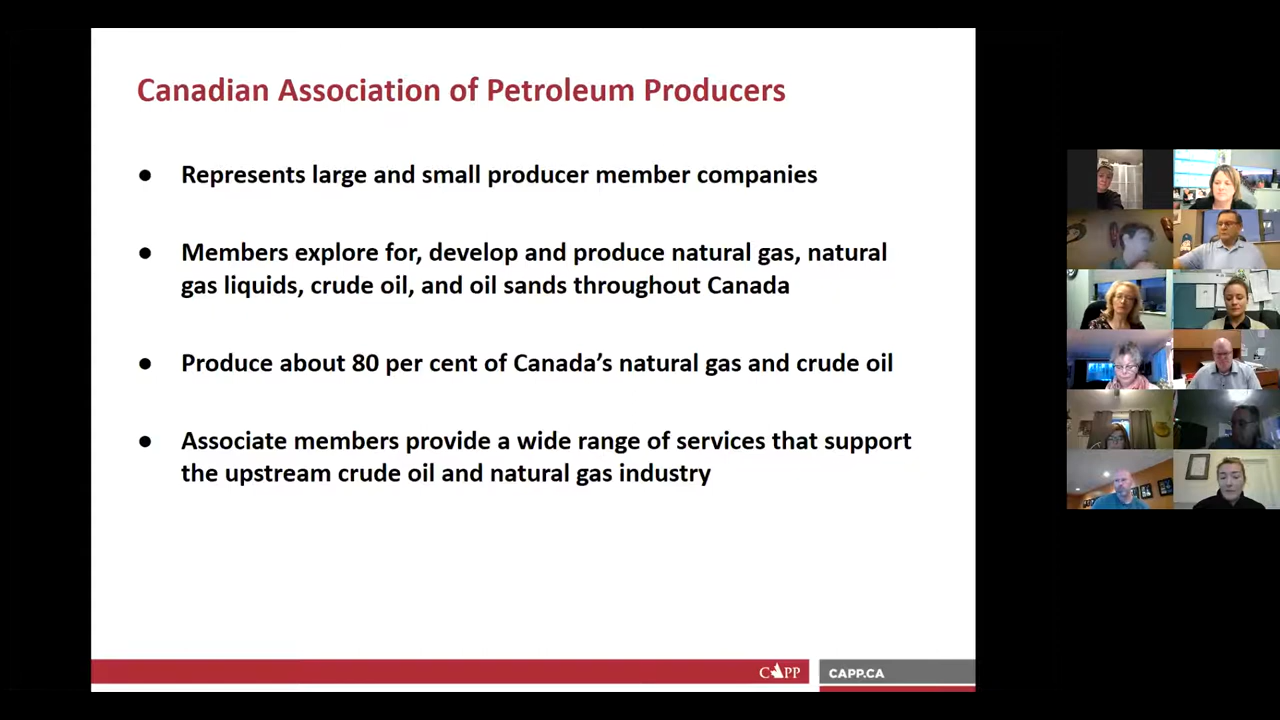 Canadian Association of Petroleum Producers
● Represents large and small producer member companies
● Members explore for, develop and produce natural gas, natural
gas liquids, crude oil, and oil sands throughout Canada
● Produce about 80 per cent of Canada’s natural gas and crude oil
● Associate members provide a wide range of services that support
the upstream crude oil and natural gas industry
CAPP
CAPP.CA